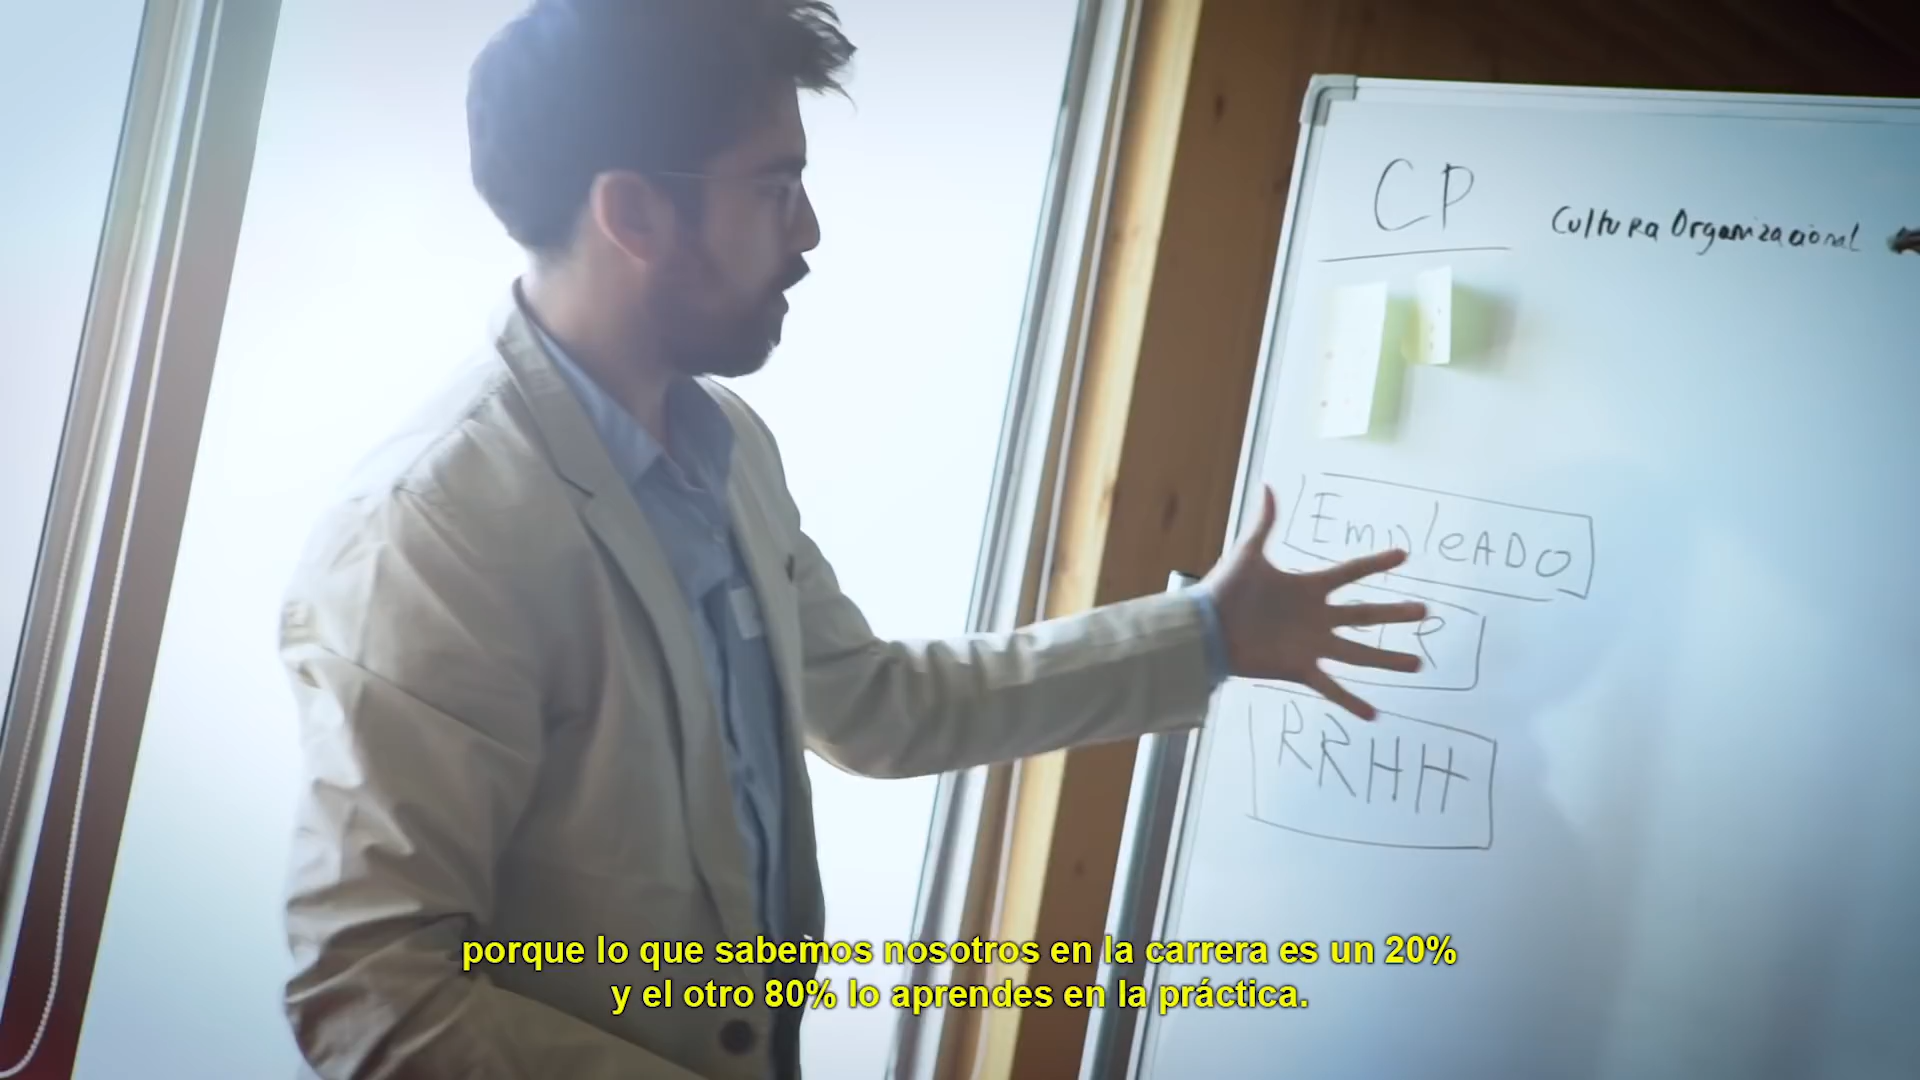 CP
Cultura Organizacional
EmpleADO
RRHH
porque lo que sabemos nosotros en la carrera es un 20%
y el otro 80% lo aprendes en la práctica.